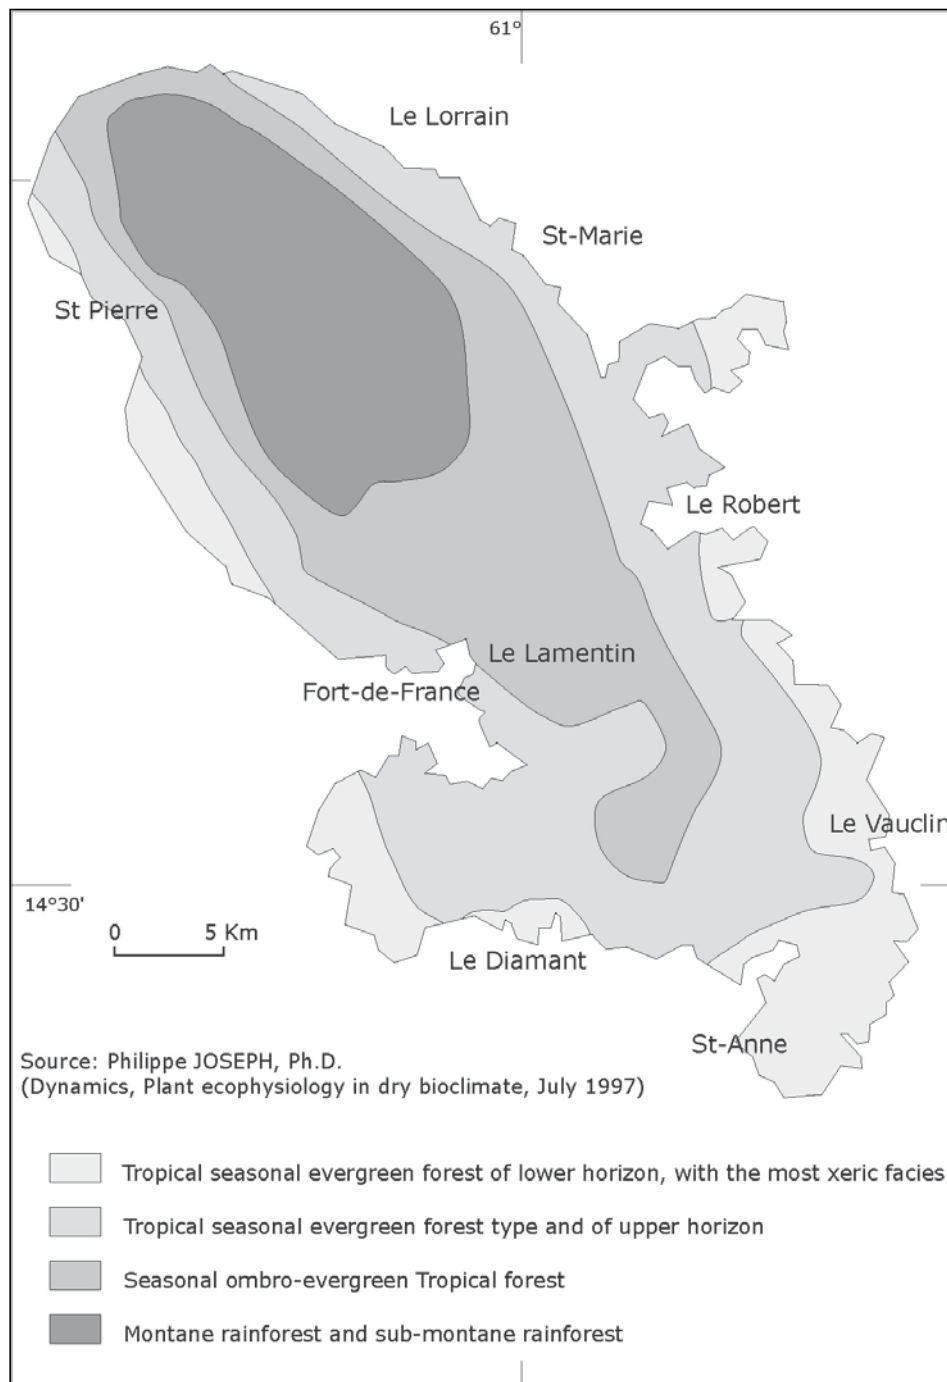 61°
Le Lorrain
St-Marie
St Pierre
Le Robert
Le Lamentin
Fort-de-France
Le Vauclin
14°30'
0 5 Km
Le Diamant
St-Anne
Source: Philippe JOSEPH, Ph.D.
(Dynamics, Plant ecophysiology in dry bioclimate, July 1997)
Tropical seasonal evergreen forest of lower horizon, with the most xeric facies
Tropical seasonal evergreen forest type and of upper horizon
Seasonal ombro-evergreen Tropical forest
Montane rainforest and sub-montane rainforest